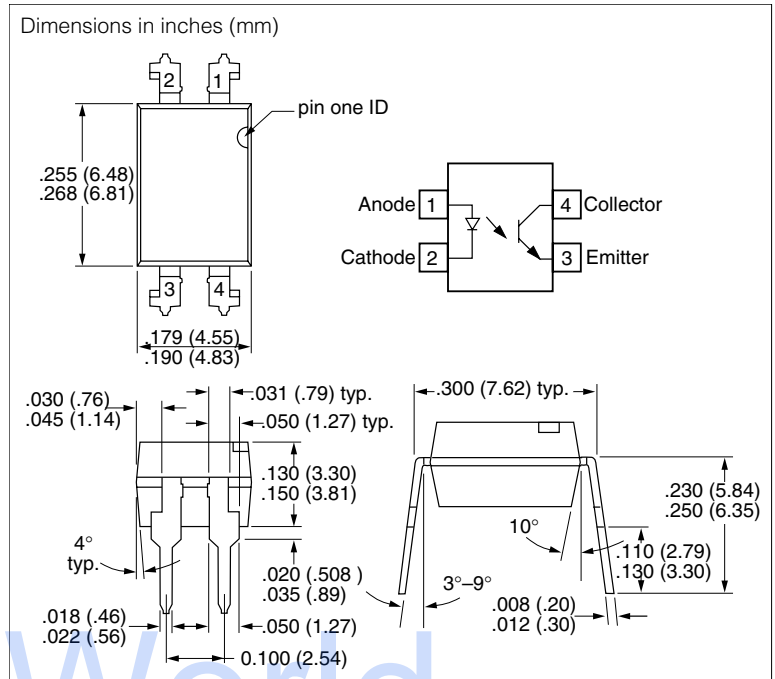 Dimensions in inches (mm)
2 1
pin one ID
.255 (6.48)
.268 (6.81)
3 4
.179 (4.55)
.190 (4.83)
Anode 1 4 Collector
Cathode 2 3 Emitter
.030 (.76)
.045 (1.14)
.031 (.79) typ.
.050 (1.27) typ.
.130 (3.30)
.150 (3.81)
4°
typ.
.020 (.508 )
.035 (.89)
.018 (.46)
.022 (.56)
.050 (1.27)
0.100 (2.54)
.300 (7.62) typ.
.230 (5.84)
.250 (6.35)
10°
.110 (2.79)
.130 (3.30)
3°–9°
.008 (.20)
.012 (.30)
World